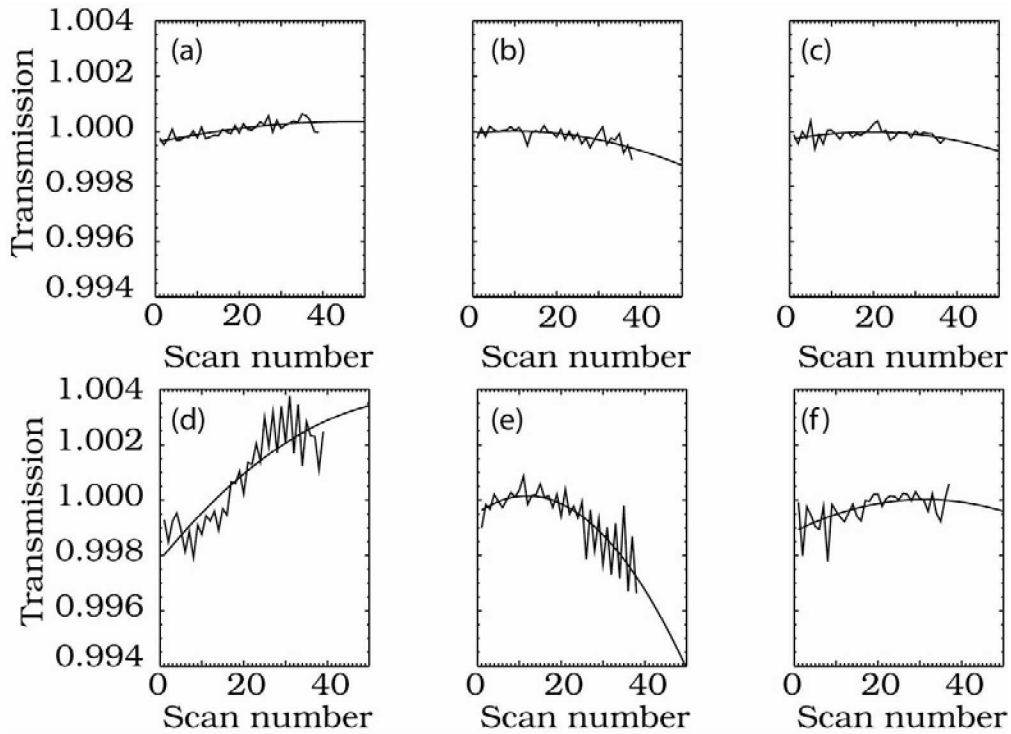 1.004
(a)
(b)
(c)
1.002
1.000
0.998
0.996
0.994
Transmission
0 20 40
0 20 40
0 20 40
Scan number
Scan number
Scan number
1.004
(d)
(e)
(f)
1.002
1.000
0.998
0.996
0.994
Transmission
0 20 40
0 20 40
0 20 40
Scan number
Scan number
Scan number